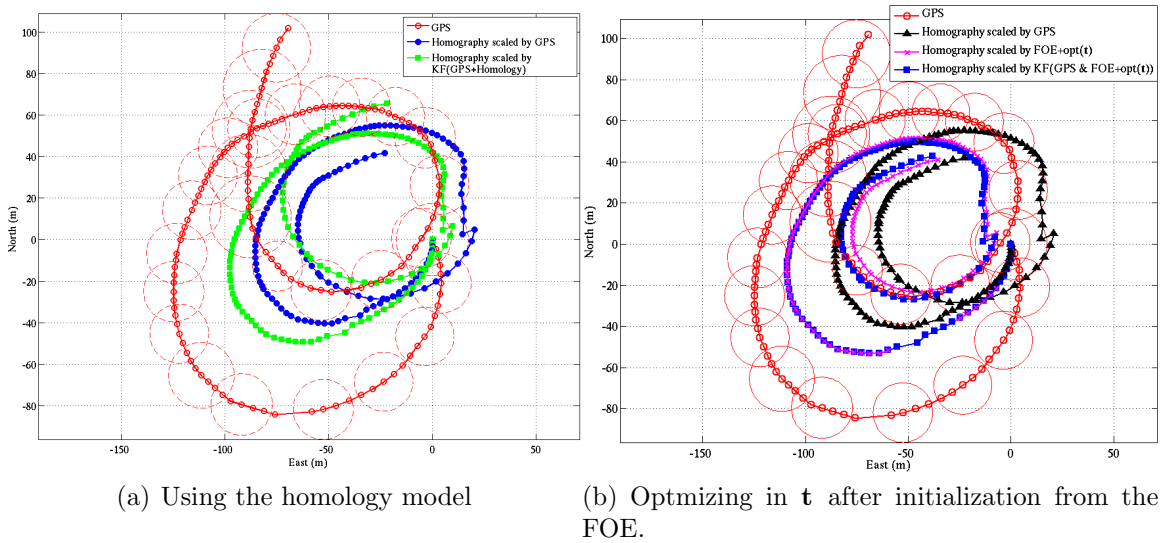 GPS
Homography scaled by GPS
Homography scaled by
KF(GPS+Homology)
100
80
60
40
20
0
-20
-40
-60
-80
North (m)
-150
-100
-50
0
50
East (m)
(a) Using the homology model
GPS
Homography scaled by GPS
Homography scaled by FOE+opt(t)
Homography scaled by KF(GPS & FOE+opt(t))
100
80
60
40
20
0
-20
-40
-60
-80
North (m)
-150
-100
-50
0
50
East (m)
(b) Optmizing in t after initialization from the
FOE.